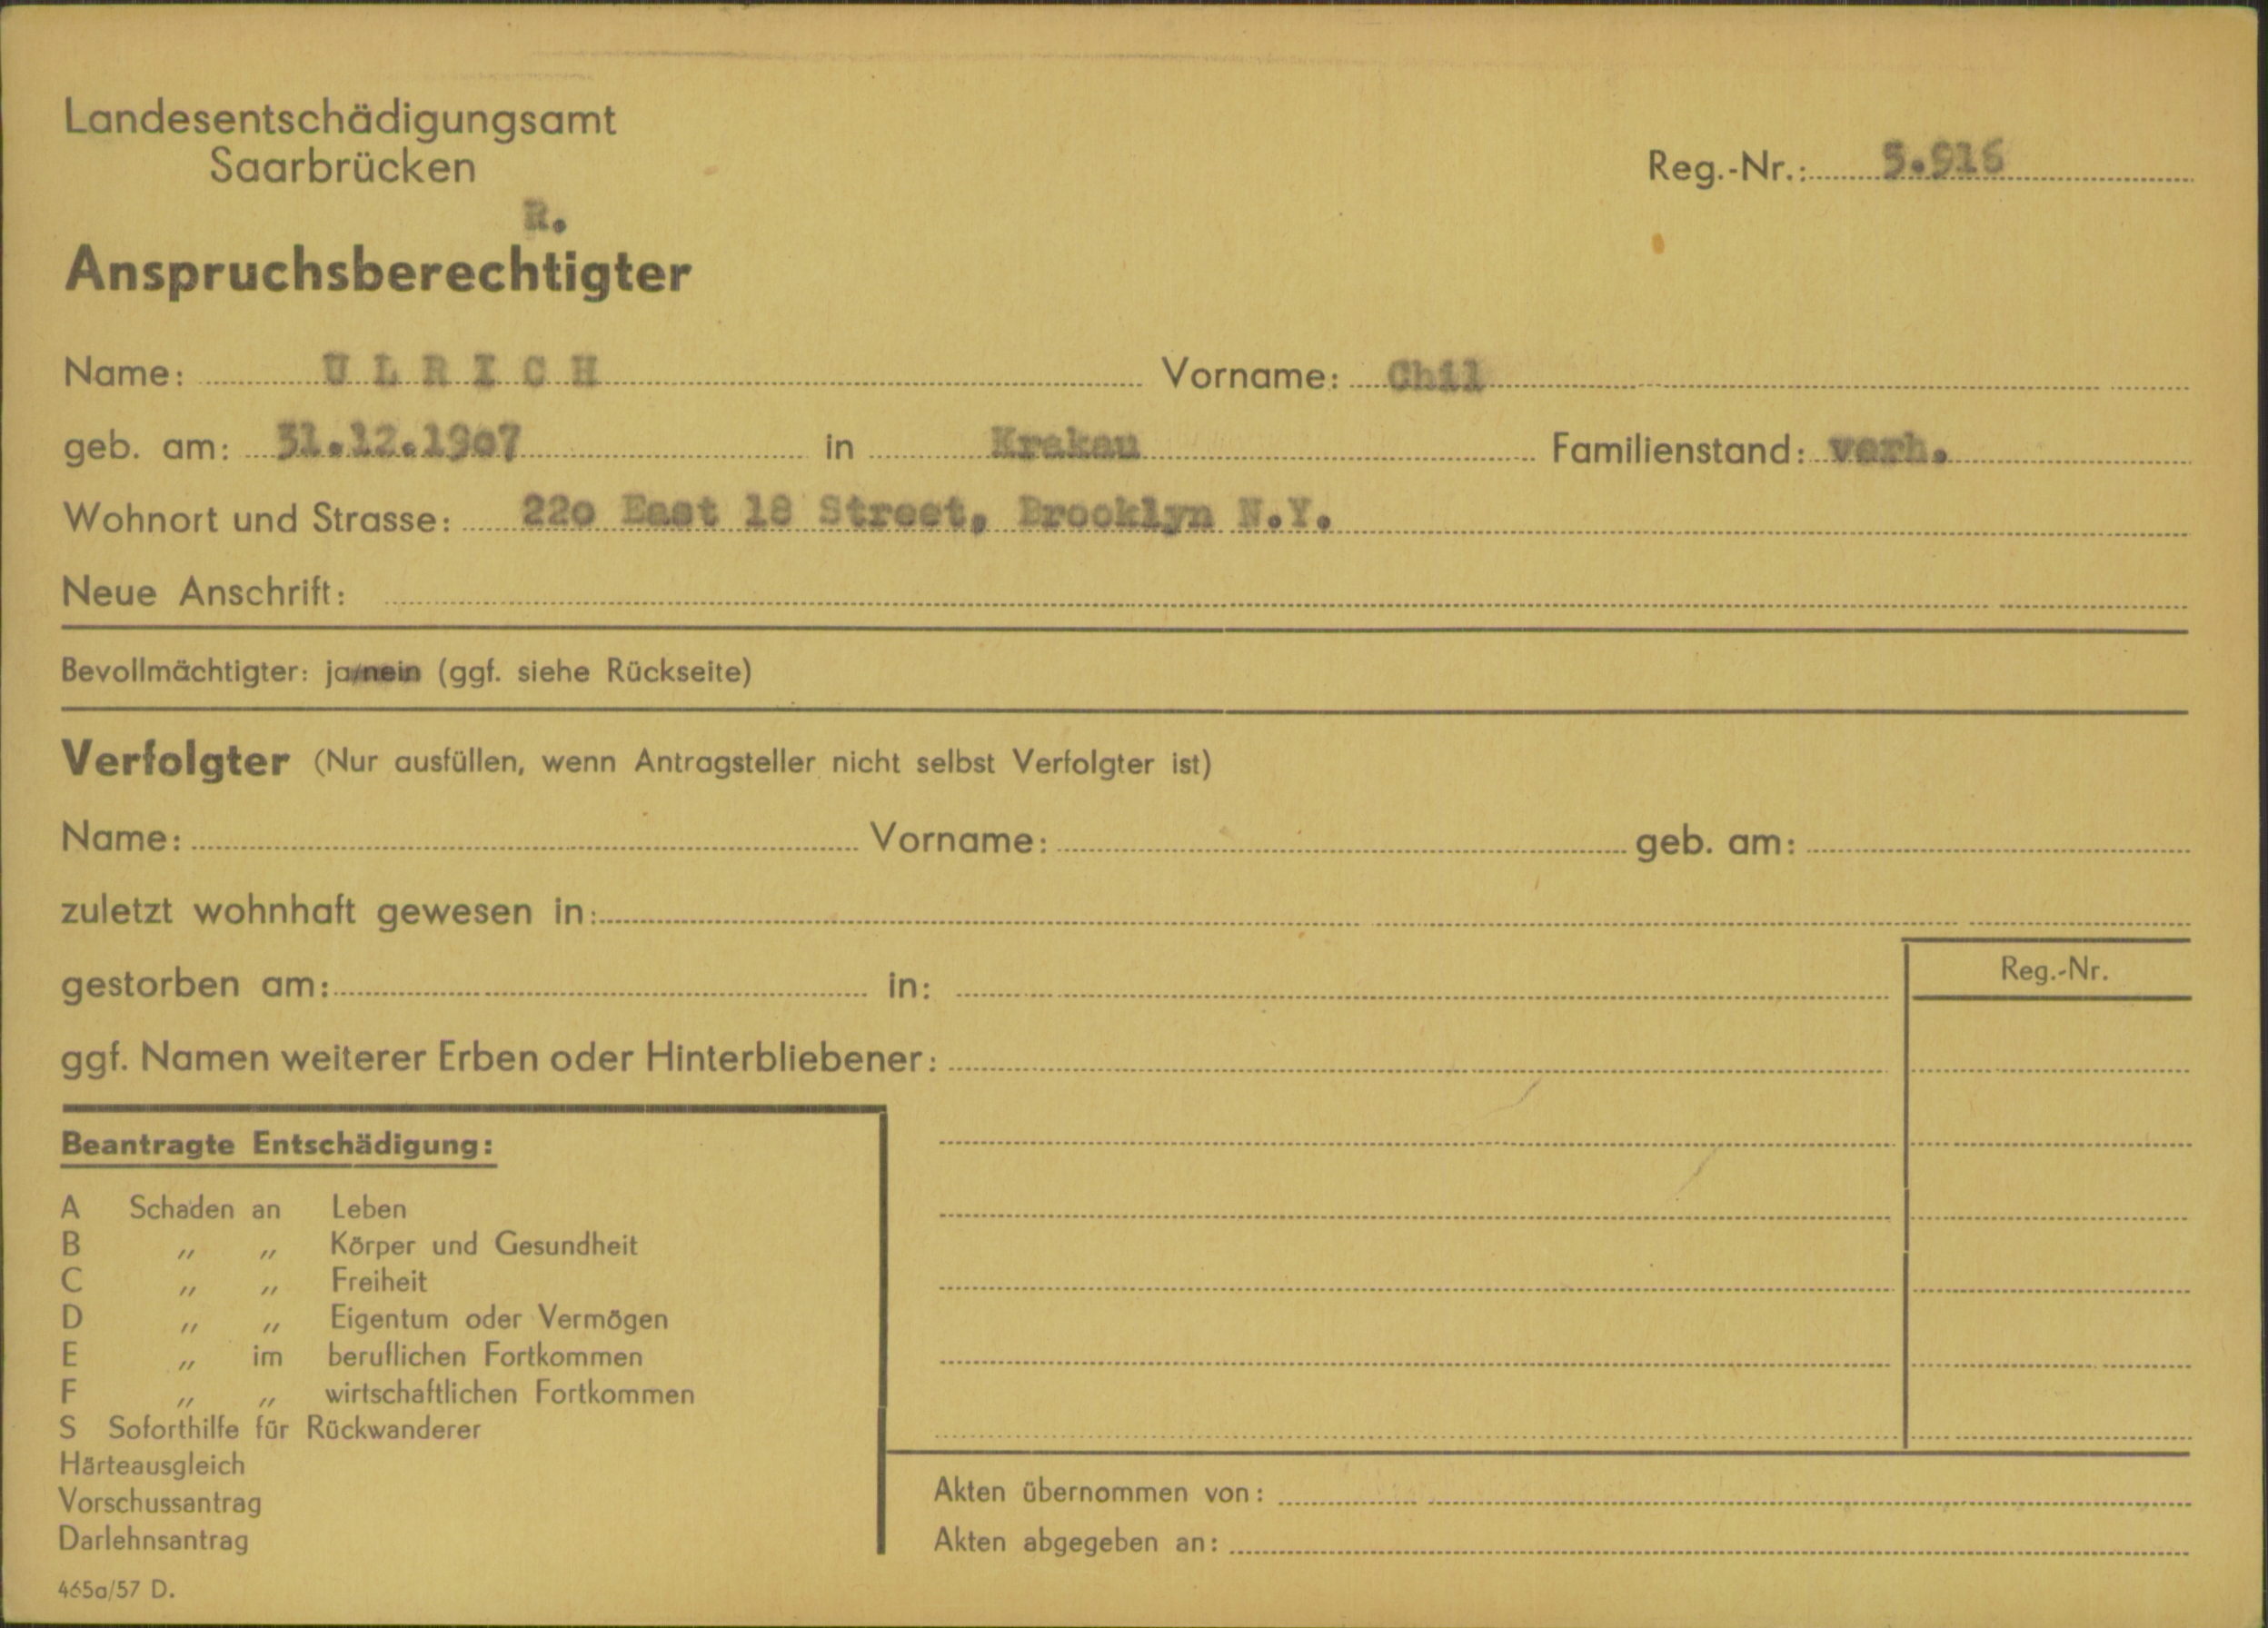 Landesentschädigungsamt
Saarbrücken
Reg.-Nr.: 5.916
R.
Anspruchsberechtigter
Name: ULRICH Vorname: Chil
geb. am: 31.12.1907 in Krakau Familienstand: verh.
Wohnort und Strasse: 220 East 18 Street, Brooklyn N.Y.
Neue Anschrift:
Bevollmächtigter: ja/nein (ggf. siehe Rückseite)
Verfolgter (Nur ausfüllen, wenn Antragsteller nicht selbst Verfolgter ist)
Name: Vorname: geb. am:
zuletzt wohnhaft gewesen in:
gestorben am: in:
Reg.-Nr.
ggf. Namen weiterer Erben oder Hinterbliebener:
Beantragte Entschädigung:
A Schaden an Leben
B „ „ Körper und Gesundheit
C „ „ Freiheit
D „ „ Eigentum oder Vermögen
E „ im beruflichen Fortkommen
F „ „ wirtschaftlichen Fortkommen
S Soforthilfe für Rückwanderer
Härteausgleich
Vorschussantrag
Darlehnsantrag
Akten übernommen von:
Akten abgegeben an:
465a/57 D.